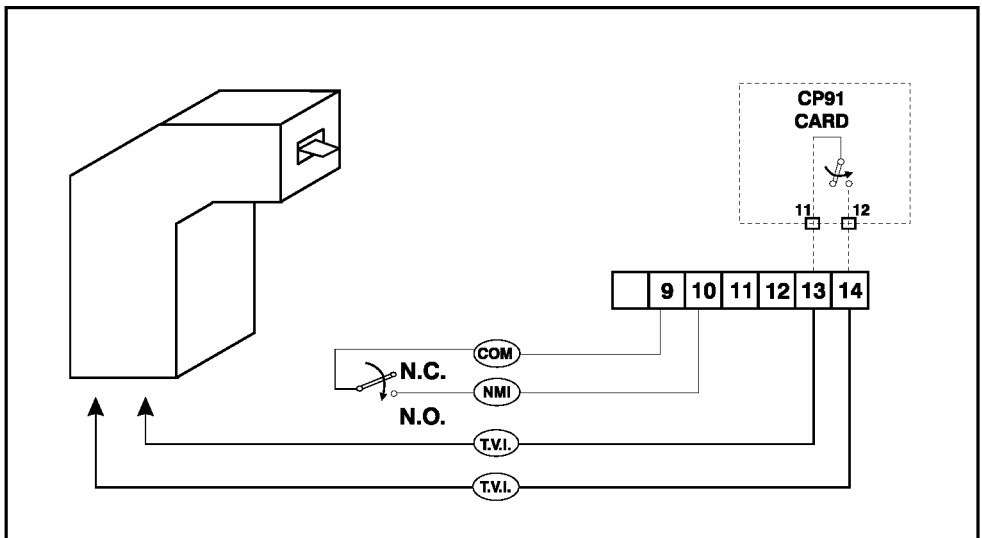 CP91
CARD
11 12
9 10 11 12 13 14
COM
N.C.
NMI
N.O.
T.V.I.
T.V.I.